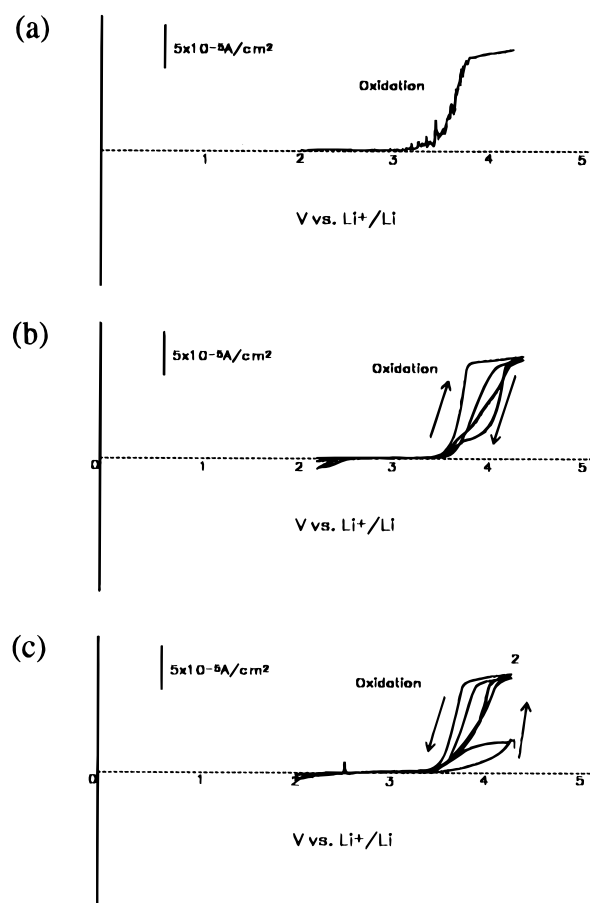 (a)
5x10⁻⁵A/cm²
Oxidation
1 2 3 4 5
V vs. Li⁺/Li
(b)
5x10⁻⁵A/cm²
Oxidation
0 1 2 3 4 5
V vs. Li⁺/Li
(c)
5x10⁻⁵A/cm²
2
Oxidation
0 1 2 3 4 5
V vs. Li⁺/Li